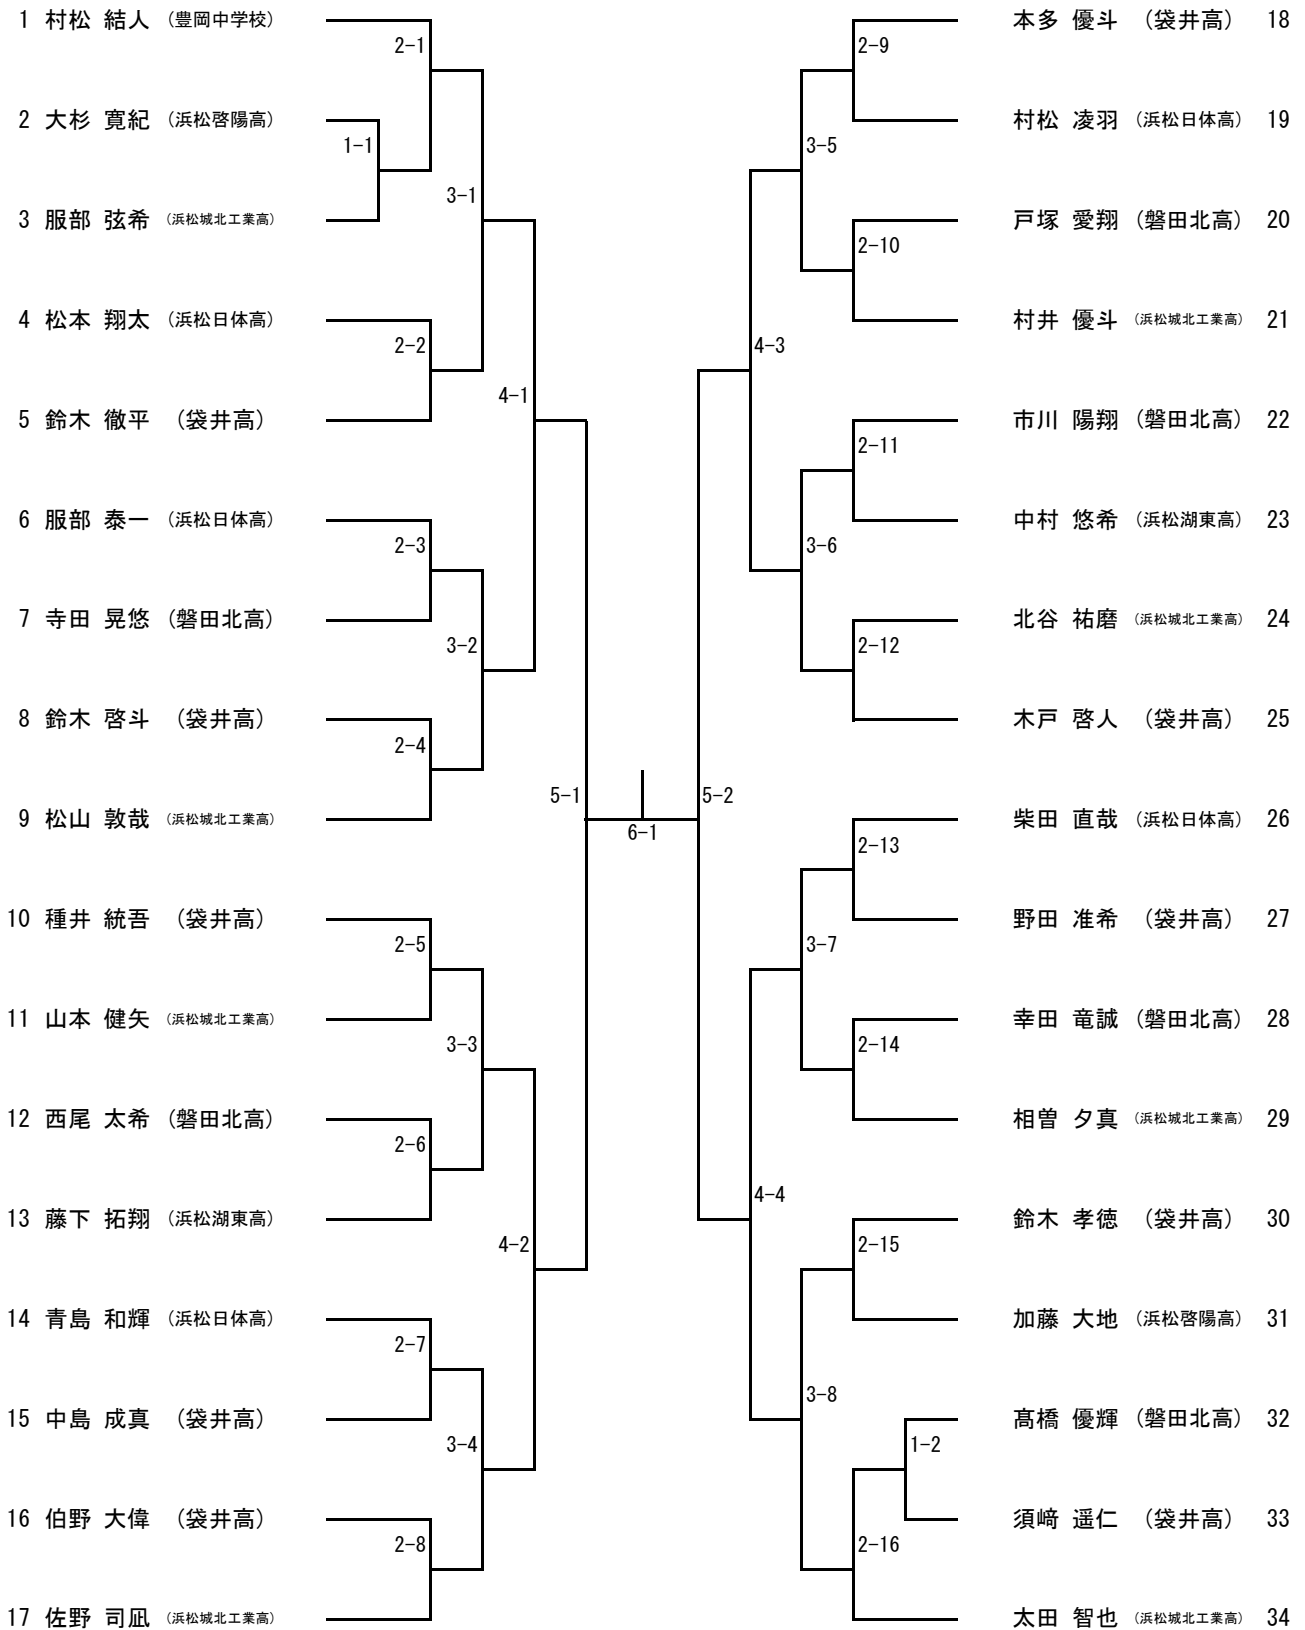 1 村松 結人 （豊岡中学校）
2-1
2 大杉 寛紀 （浜松啓陽高）
1-1
3-1
3 服部 弦希 （浜松城北工業高）
4 松本 翔太 （浜松日体高）
2-2
4-1
5 鈴木 徹平 （袋井高）
6 服部 泰一 （浜松日体高）
2-3
7 寺田 晃悠 （磐田北高）
3-2
8 鈴木 啓斗 （袋井高）
2-4
5-1
9 松山 敦哉 （浜松城北工業高）
6-1
10 種井 統吾 （袋井高）
2-5
11 山本 健矢 （浜松城北工業高）
3-3
12 西尾 太希 （磐田北高）
2-6
13 藤下 拓翔 （浜松湖東高）
4-2
14 青島 和輝 （浜松日体高）
2-7
15 中島 成真 （袋井高）
3-4
16 伯野 大偉 （袋井高）
2-8
17 佐野 司凪 （浜松城北工業高）
本多 優斗 （袋井高） 18
2-9
村松 凌羽 （浜松日体高） 19
3-5
戸塚 愛翔 （磐田北高） 20
2-10
村井 優斗 （浜松城北工業高） 21
4-3
市川 陽翔 （磐田北高） 22
2-11
中村 悠希 （浜松湖東高） 23
3-6
北谷 祐磨 （浜松城北工業高） 24
2-12
木戸 啓人 （袋井高） 25
5-2
柴田 直哉 （浜松日体高） 26
2-13
野田 准希 （袋井高） 27
3-7
幸田 竜誠 （磐田北高） 28
2-14
相曽 夕真 （浜松城北工業高） 29
4-4
鈴木 孝徳 （袋井高） 30
2-15
加藤 大地 （浜松啓陽高） 31
3-8
髙橋 優輝 （磐田北高） 32
1-2
須﨑 遥仁 （袋井高） 33
2-16
太田 智也 （浜松城北工業高） 34